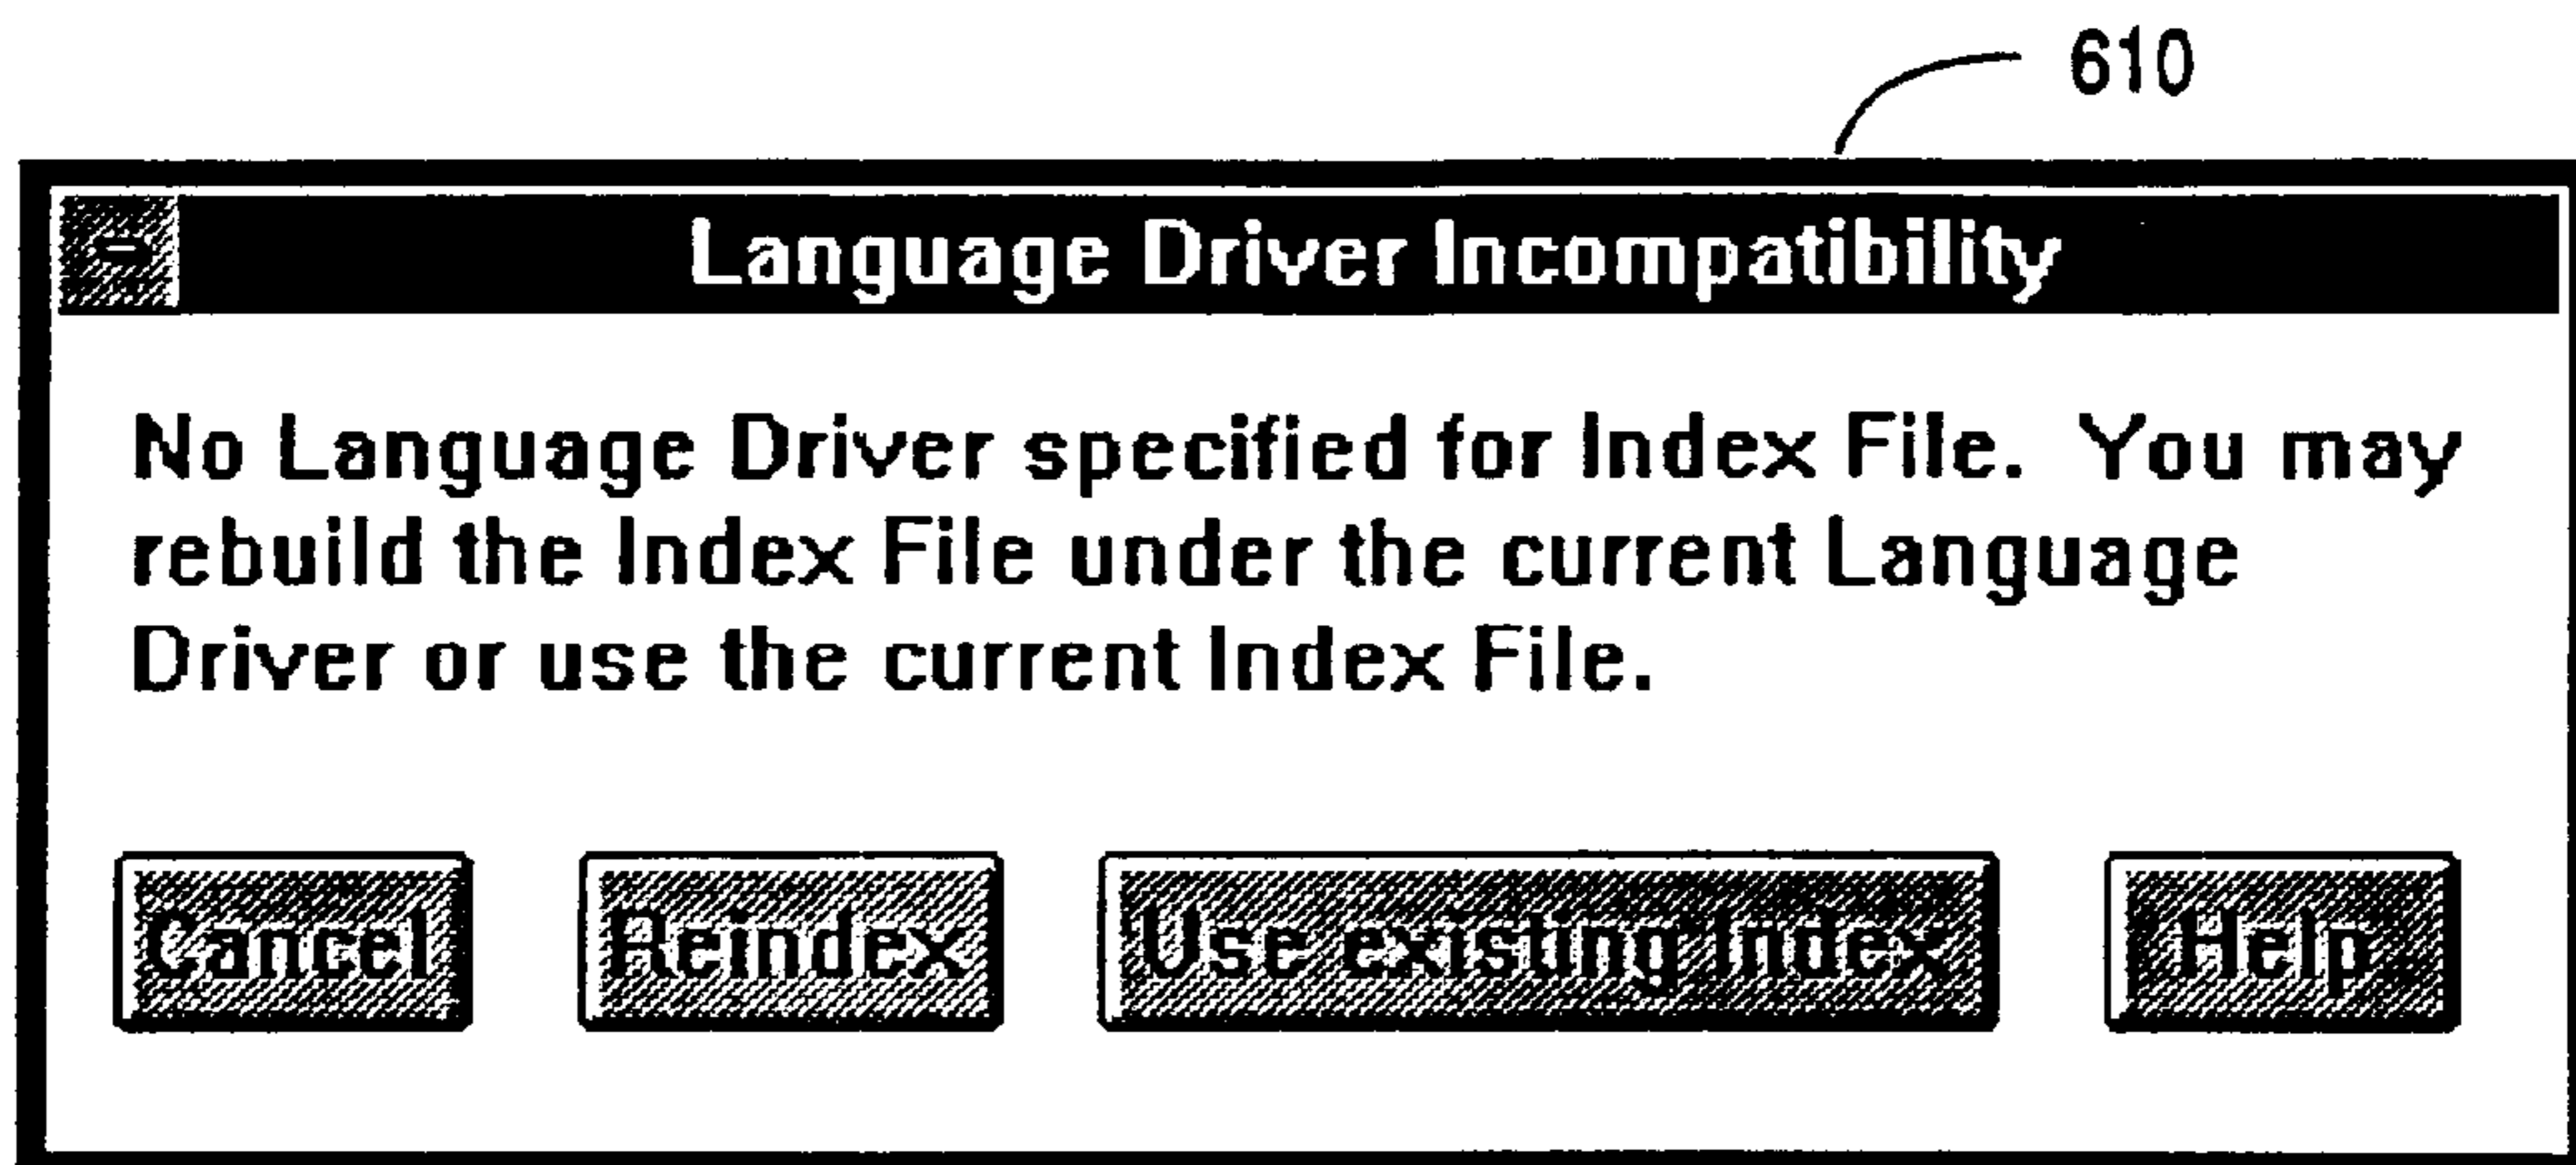 610
Language Driver Incompatibility
No Language Driver specified for Index File. You may
rebuild the Index File under the current Language
Driver or use the current Index File.
Cancel Reindex Use existing Index Help